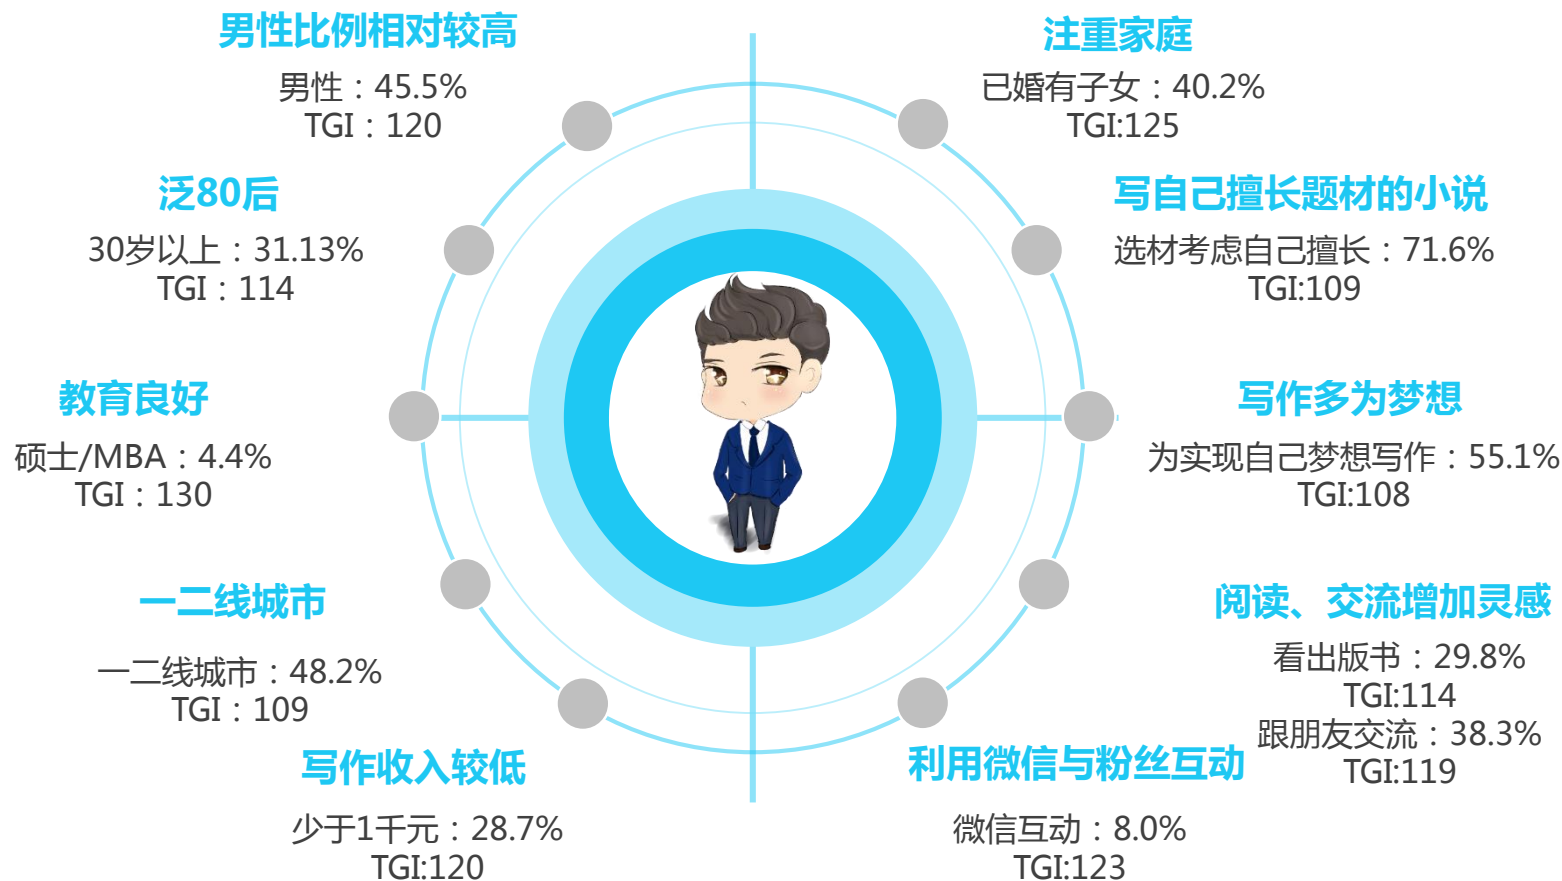 男性比例相对较高
男性：45.5%
TGI：120
泛80后
30岁以上：31.13%
TGI：114
教育良好
硕士/MBA：4.4%
TGI：130
一二线城市
一二线城市：48.2%
TGI：109
写作收入较低
少于1千元：28.7%
TGI:120
注重家庭
已婚有子女：40.2%
TGI:125
写自己擅长题材的小说
选材考虑自己擅长：71.6%
TGI:109
写作多为梦想
为实现自己梦想写作：55.1%
TGI:108
阅读、交流增加灵感
看出版书：29.8%
TGI:114
跟朋友交流：38.3%
TGI:119
利用微信与粉丝互动
微信互动：8.0%
TGI:123